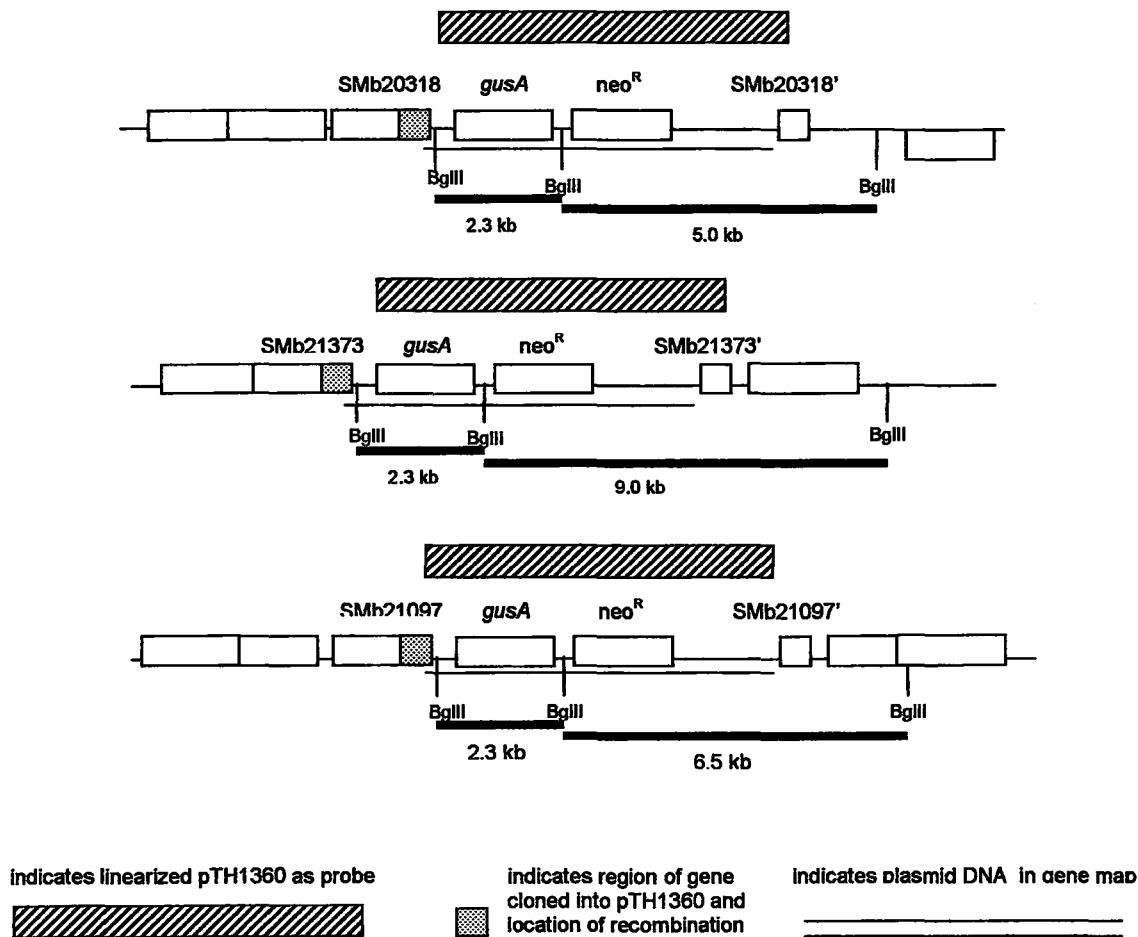 SMb20318 gusA neo^R SMb20318'
BglII BglII BglII
2.3 kb 5.0 kb
SMb21373 gusA neo^R SMb21373'
BglII BglII BglII
2.3 kb 9.0 kb
SMb21097 gusA neo^R SMb21097'
BglII BglII BglII
2.3 kb 6.5 kb
indicates linearized pTH1360 as probe
indicates region of gene
cloned into pTH1360 and
location of recombination
indicates plasmid DNA in gene map